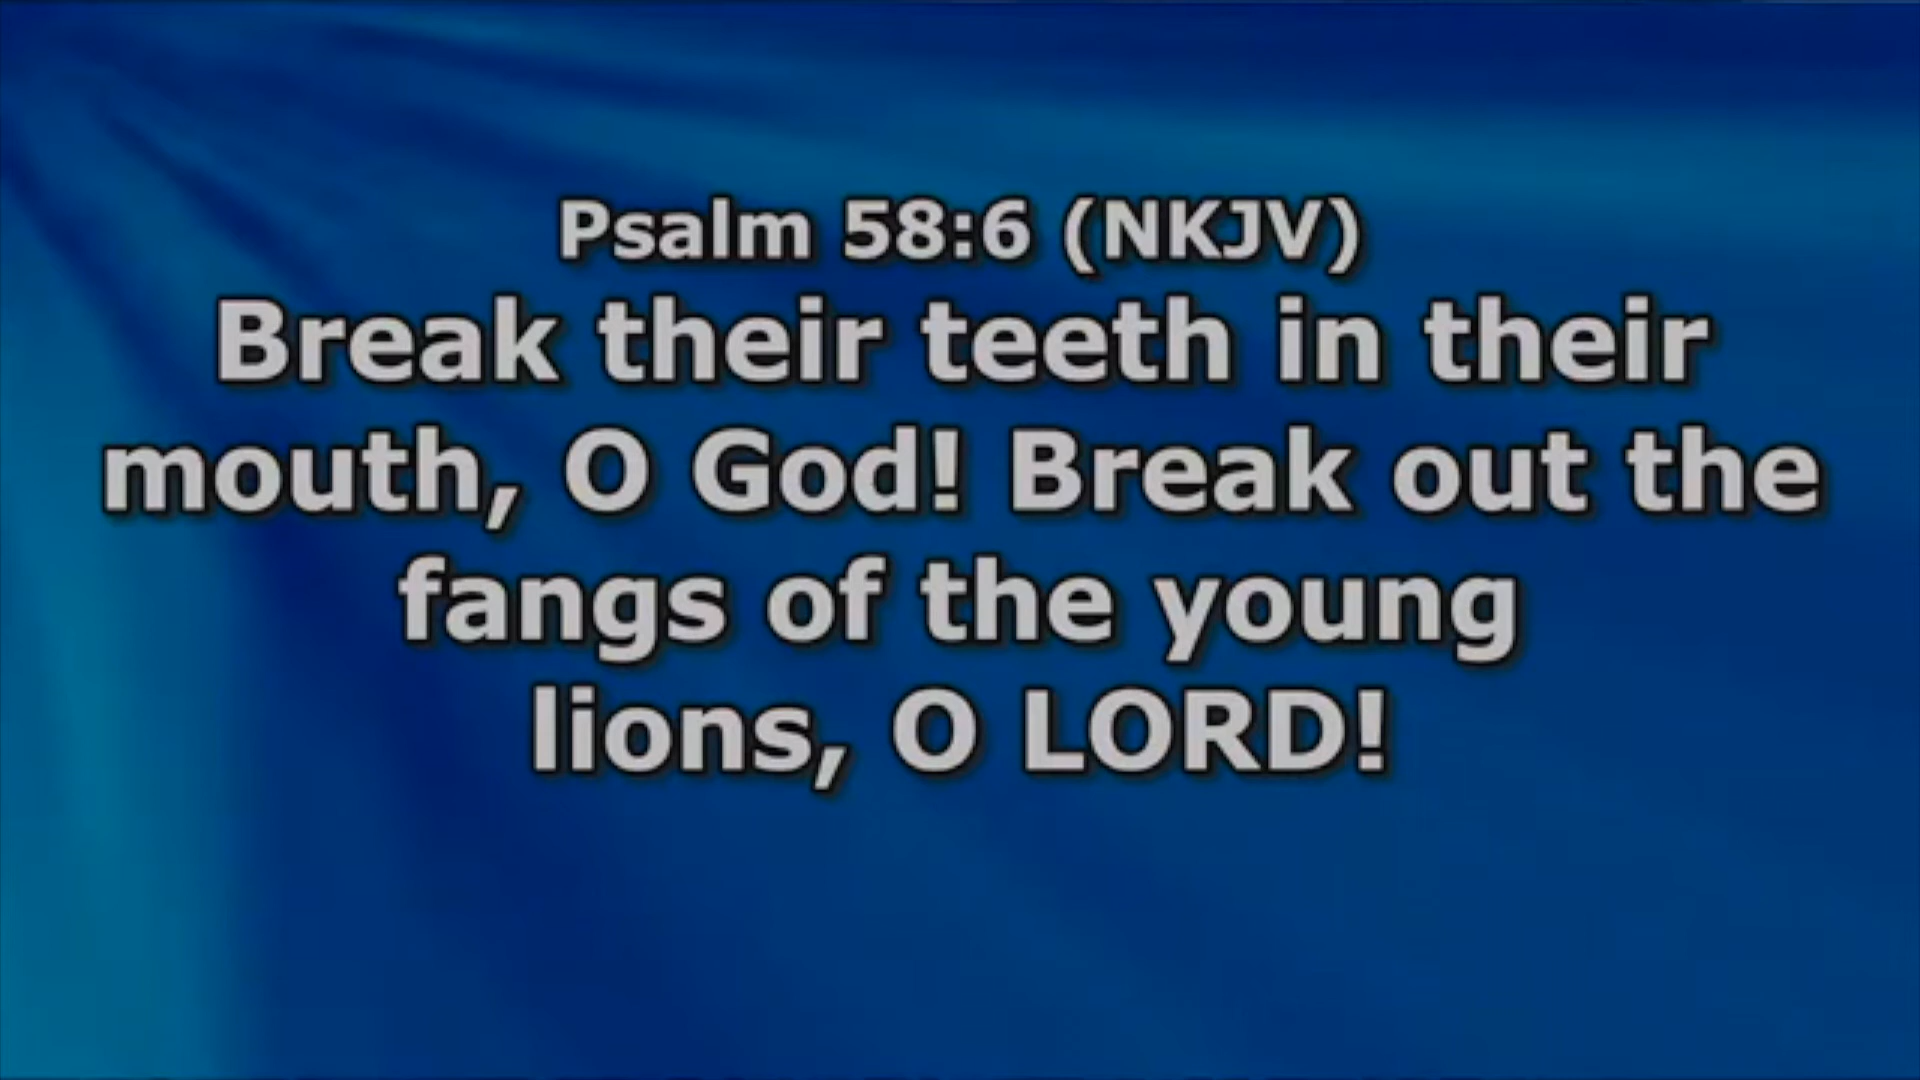 Psalm 58:6 (NKJV)
Break their teeth in their
mouth, O God! Break out the
fangs of the young
lions, O LORD!